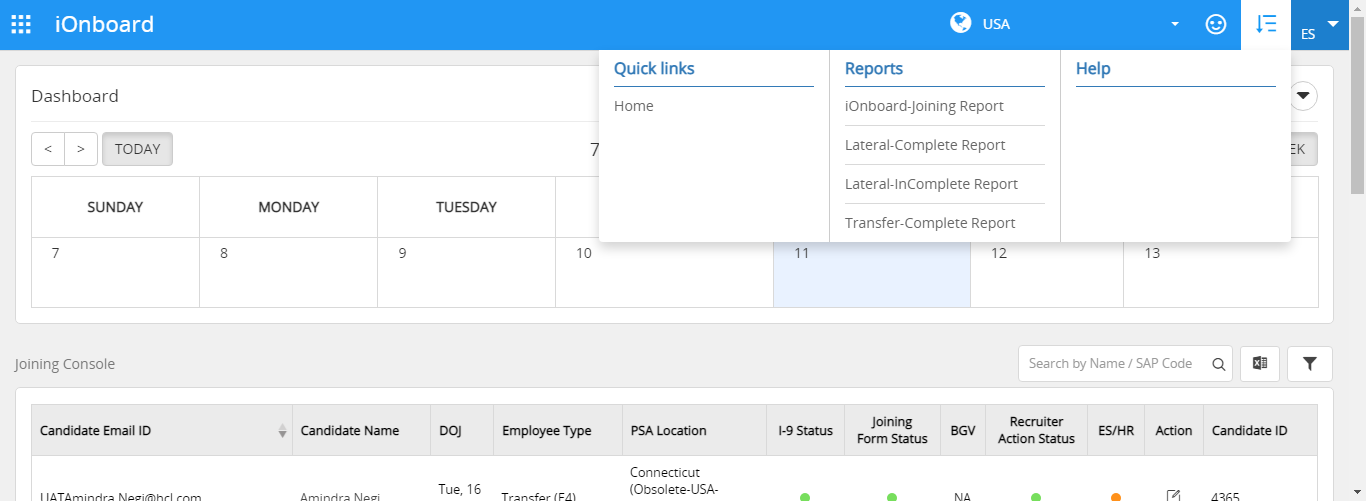 iOnboard
USA
ES
Quick links
Reports
Help
Home
iOnboard-Joining Report
Lateral-Complete Report
Lateral-InComplete Report
Transfer-Complete Report
Dashboard
<
>
TODAY
7
EK
SUNDAY
MONDAY
TUESDAY
7
8
9
10
11
12
13
Joining Console
Search by Name / SAP Code
Candidate Email ID
Candidate Name
DOJ
Employee Type
PSA Location
I-9 Status
Joining
Form Status
BGV
Recruiter
Action Status
ES/HR
Action
Candidate ID
UATAmindra.Negi@hcl.com
Amindra Negi
Tue, 16
Transfer (E4)
Connecticut
(Obsolete-USA-
NA
4365